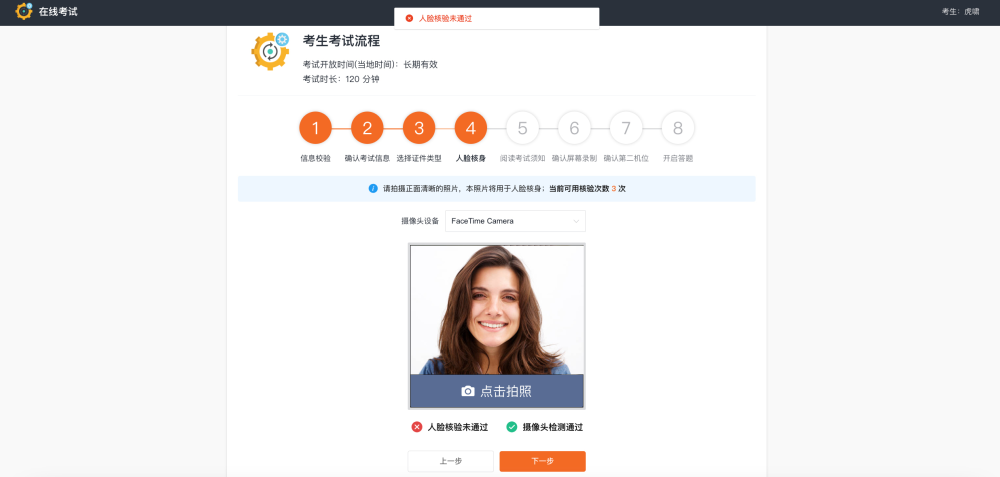 在线考试
人脸核验未通过
考生：虎啸
考生考试流程
考试开放时间(当地时间)：长期有效
考试时长：120 分钟
1 2 3 4 5 6 7 8
信息校验 确认考试信息 选择证件类型 人脸核身 阅读考试须知 确认屏幕录制 确认第二机位 开启答题
请拍摄正面清晰的照片，本照片将用于人脸核身；当前可用核验次数 3 次
摄像头设备 FaceTime Camera
点击拍照
人脸核验未通过 摄像头检测通过
上一步 下一步